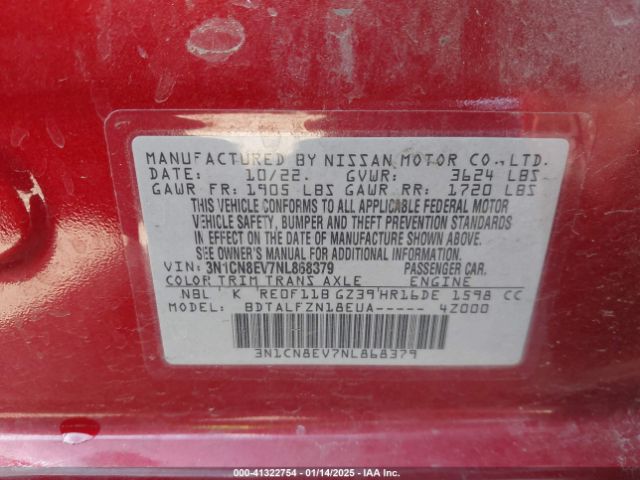 MANUFACTURED BY NISSAN MOTOR CO.,LTD.
DATE: 10/22. GVWR: 3624 LBS
GAWR FR: 1905 LBS GAWR RR: 1720 LBS
THIS VEHICLE CONFORMS TO ALL APPLICABLE FEDERAL MOTOR
VEHICLE SAFETY, BUMPER AND THEFT PREVENTION STANDARDS
IN EFFECT ON THE DATE OF MANUFACTURE SHOWN ABOVE.
SEE OWNER'S MANUAL FOR ADDITIONAL INFORMATION.
VIN: 3N1CN8EV7NL868379 PASSENGER CAR.
COLOR TRIM TRANS AXLE ENGINE
NBL K RE0F11B GZ39 HR16DE 1598 CC
MODEL: BDTALFZN18EUA----- 4Z000
3N1CN8EV7NL868379
000-41322754 - 01/14/2025 - IAA Inc.